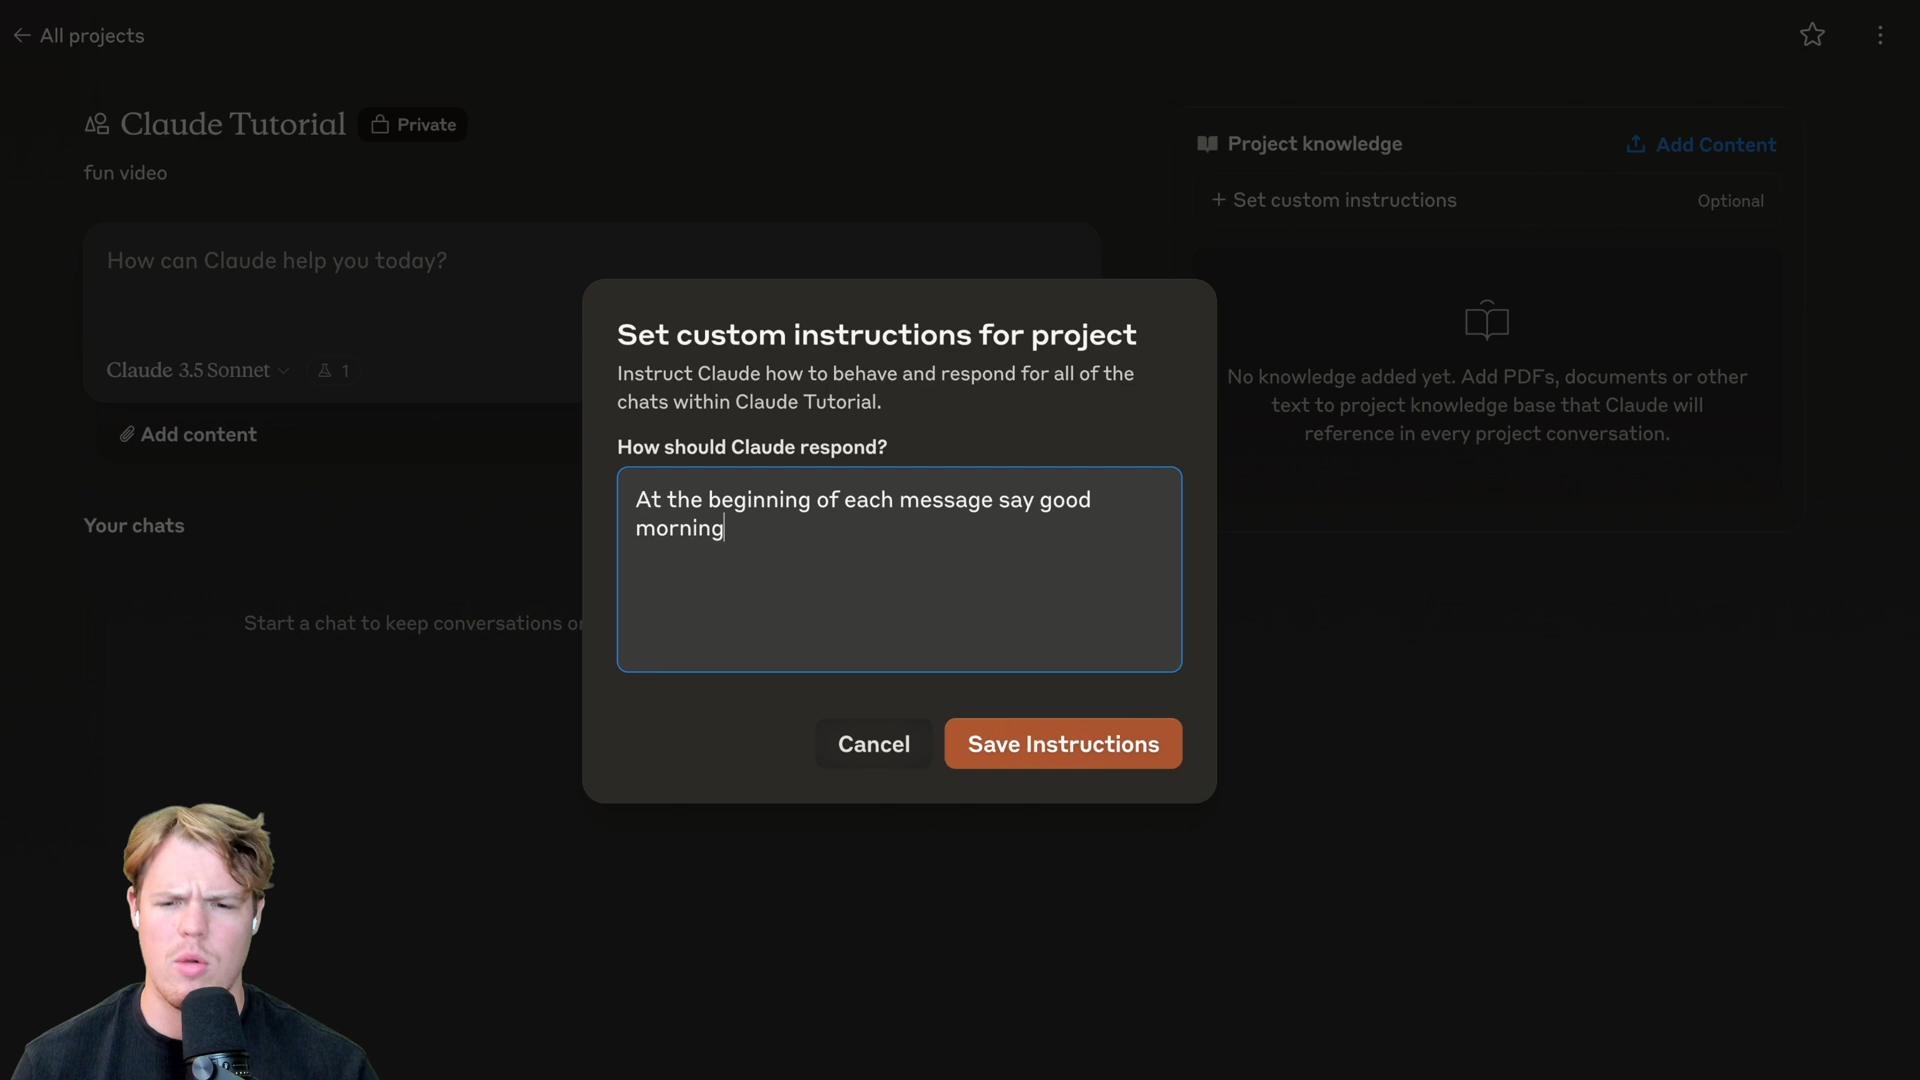 ← All projects
Claude Tutorial
Private
fun video
How can Claude help you today?
Claude 3.5 Sonnet
1
Add content
Your chats
Start a chat to keep conversations
Project knowledge
Add Content
+ Set custom instructions
Optional
No knowledge added yet. Add PDFs, documents or other
text to project knowledge base that Claude will
reference in every project conversation.
Set custom instructions for project
Instruct Claude how to behave and respond for all of the
chats within Claude Tutorial.
How should Claude respond?
At the beginning of each message say good
morning
Cancel
Save Instructions